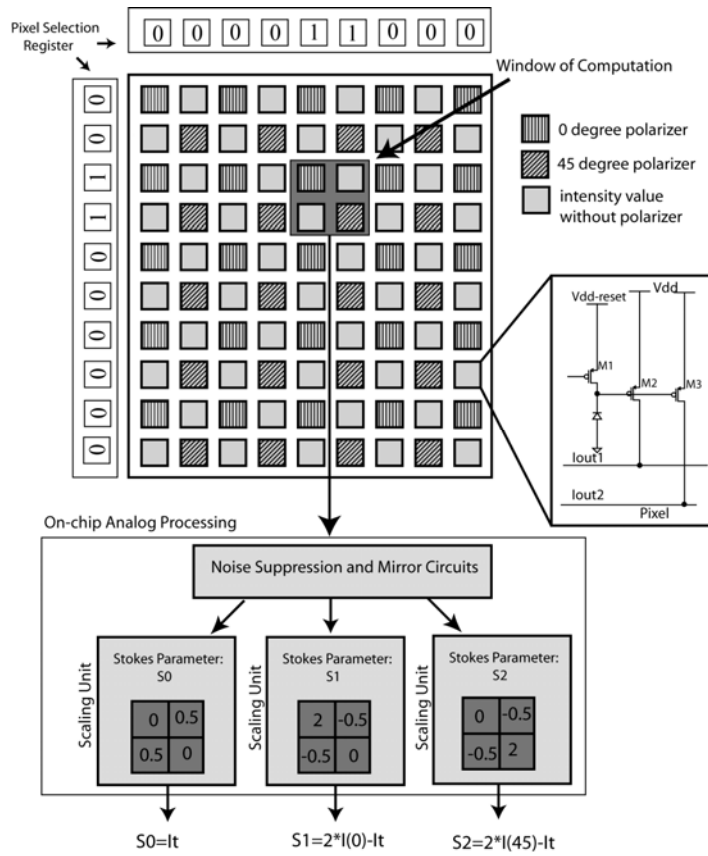 Pixel Selection
Register
0 0 0 0 1 1 0 0 0
0
0
1
1
0
0
0
0
0
0
Window of Computation
0 degree polarizer
45 degree polarizer
intensity value
without polarizer
Vdd-reset
Vdd
M1
M2
M3
Iout1
Iout2
Pixel
On-chip Analog Processing
Noise Suppression and Mirror Circuits
Scaling Unit
Stokes Parameter:
S0
0 0.5
0.5 0
Scaling Unit
Stokes Parameter:
S1
2 -0.5
-0.5 0
Scaling Unit
Stokes Parameter:
S2
0 -0.5
-0.5 2
S0=It
S1=2*I(0)-It
S2=2*I(45)-It